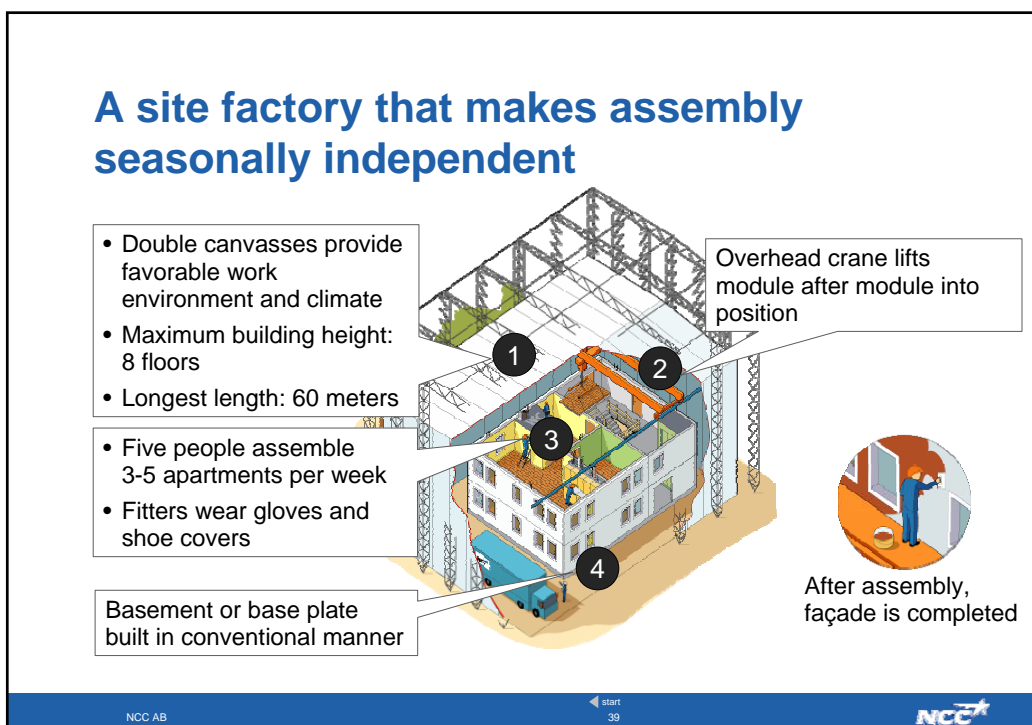 A site factory that makes assembly
seasonally independent
• Double canvasses provide
favorable work
environment and climate
• Maximum building height:
8 floors
• Longest length: 60 meters
Overhead crane lifts
module after module into
position
1
2
• Five people assemble
3-5 apartments per week
• Fitters wear gloves and
shoe covers
3
4
Basement or base plate
built in conventional manner
After assembly,
façade is completed
NCC AB
start
39
NCC